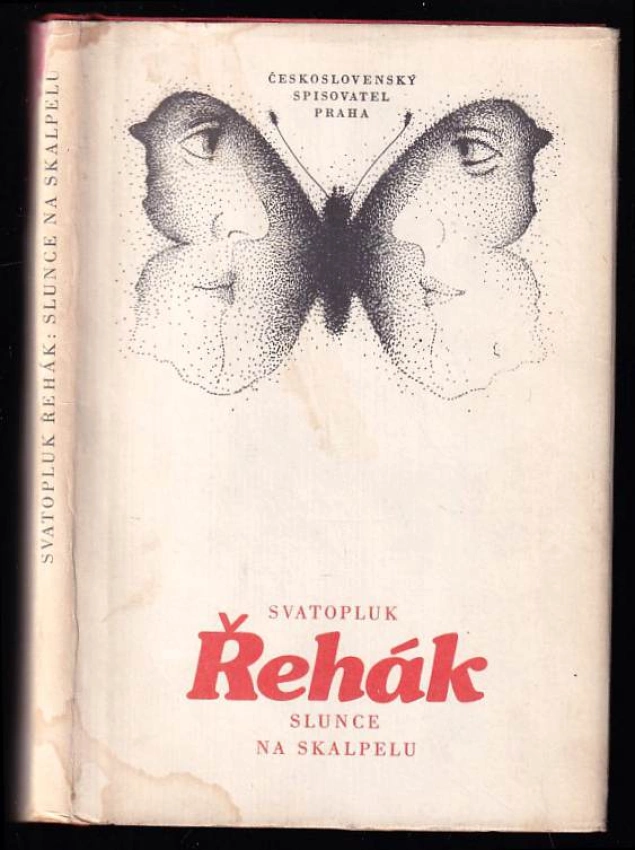 ČESKOSLOVENSKÝ
SPISOVATEL
PRAHA
SVATOPLUK
Řehák
SLUNCE
NA SKALPELU
SVATOPLUK ŘEHÁK: SLUNCE NA SKALPELU